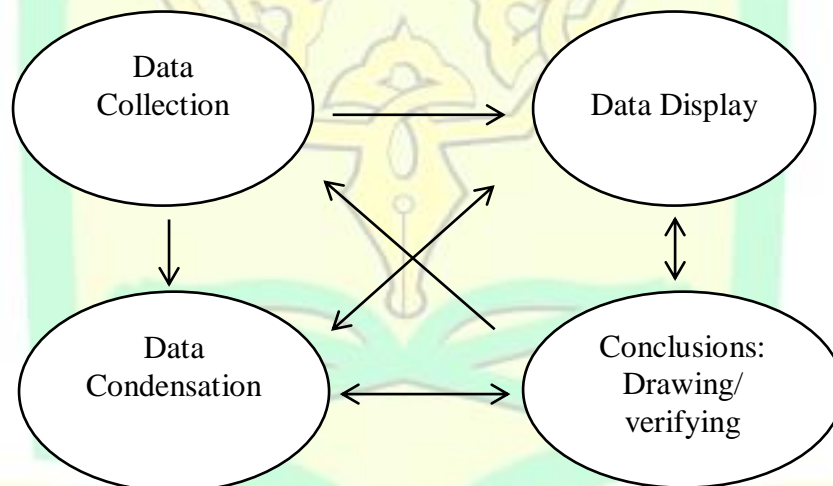 Data
Collection
Data Display
Data
Condensation
Conclusions:
Drawing/
verifying